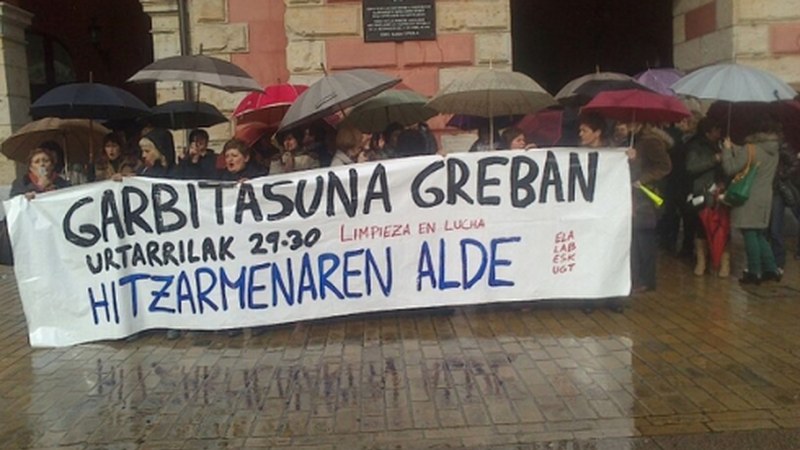 GARBITASUNA GREBAN
URTARRILAK 29-30 LIMPIEZA EN LUCHA
HITZARMENAREN ALDE
ELA
LAB
ESK
UGT